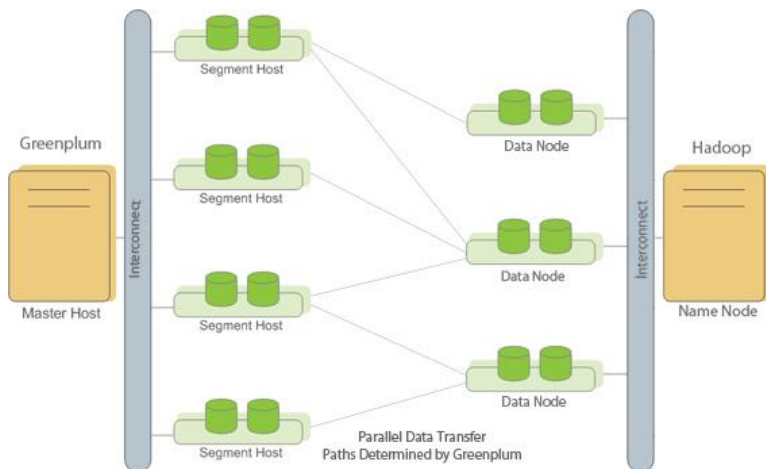 Greenplum
Master Host
Interconnect
Segment Host
Segment Host
Segment Host
Segment Host
Data Node
Data Node
Data Node
Parallel Data Transfer
Paths Determined by Greenplum
Interconnect
Hadoop
Name Node